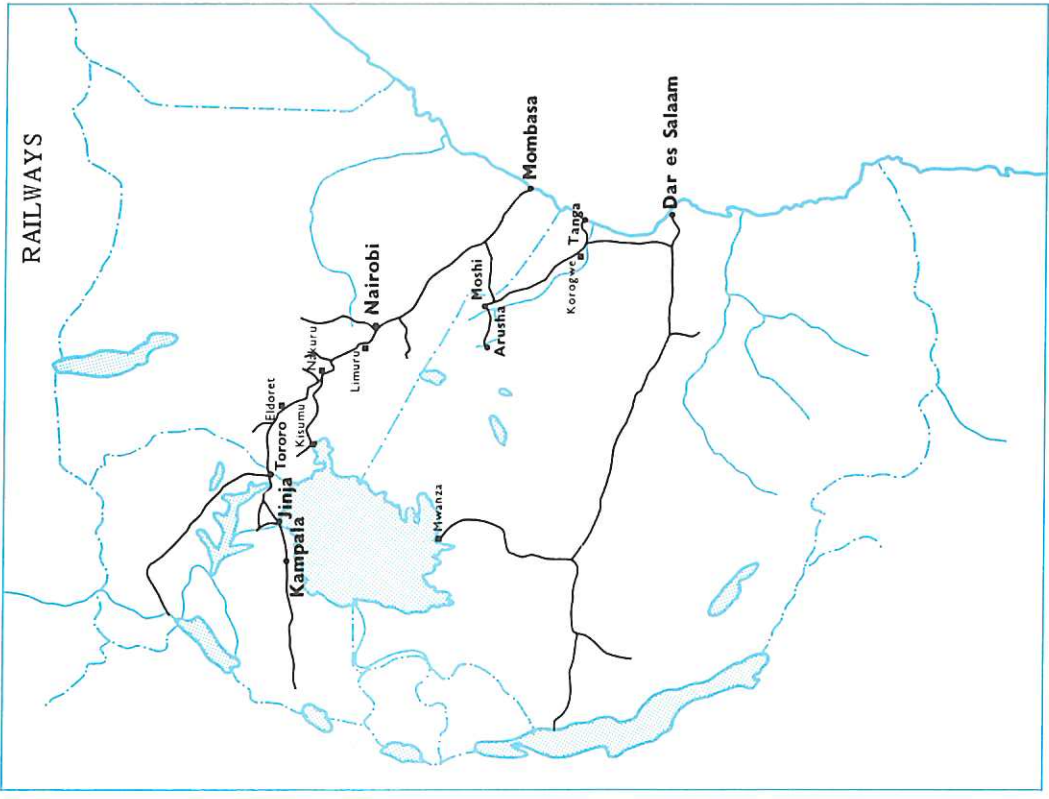 RAILWAYS
Eldoret
Tororo
Kisumu
Nakuru
Jinja
Kampala
Limuru
Nairobi
Mwanza
Moshi
Arusha
Mombasa
Korogwe
Tanga
Dar es Salaam